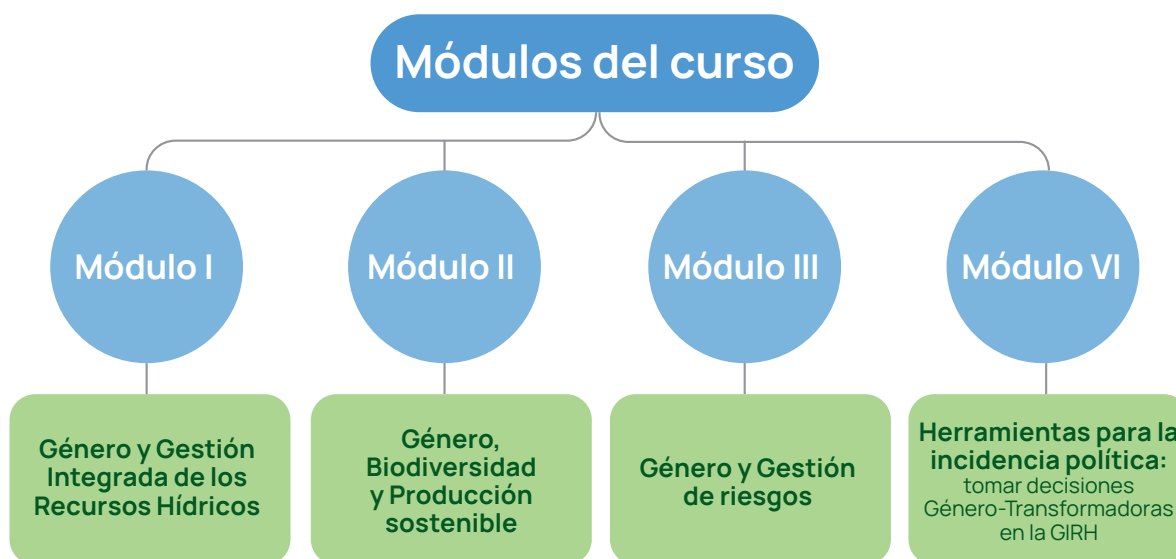 Módulos del curso
Módulo I
Módulo II
Módulo III
Módulo VI
Género y Gestión
Integrada de los
Recursos Hídricos
Género,
Biodiversidad
y Producción
sostenible
Género y Gestión
de riesgos
Herramientas para la
incidencia política:
tomar decisiones
Género-Transformadoras
en la GIRH